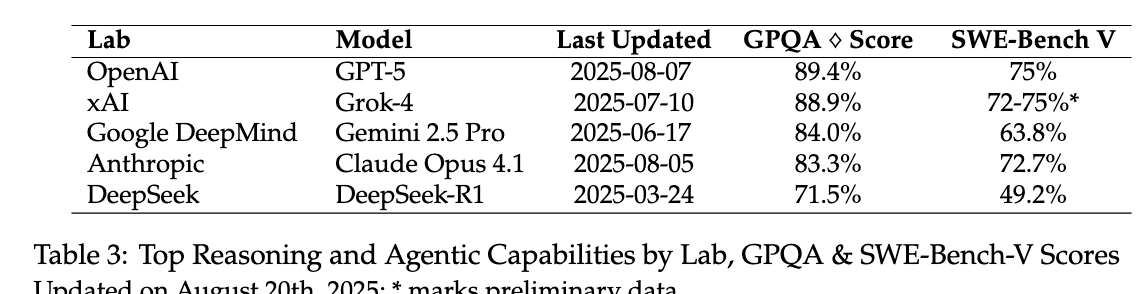 Lab Model Last Updated GPQA ⋄ Score SWE-Bench V
OpenAI GPT-5 2025-08-07 89.4% 75%
xAI Grok-4 2025-07-10 88.9% 72-75%*
Google DeepMind Gemini 2.5 Pro 2025-06-17 84.0% 63.8%
Anthropic Claude Opus 4.1 2025-08-05 83.3% 72.7%
DeepSeek DeepSeek-R1 2025-03-24 71.5% 49.2%
Table 3: Top Reasoning and Agentic Capabilities by Lab, GPQA & SWE-Bench-V Scores
Updated on August 20th, 2025; * marks preliminary data